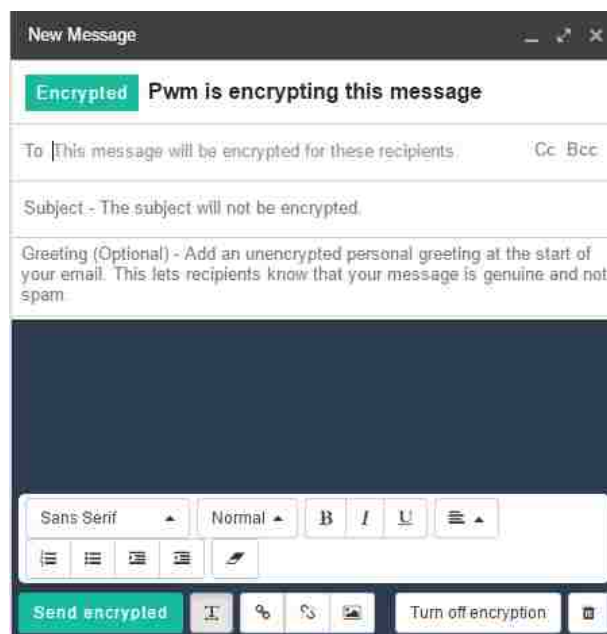 New Message
Encrypted Pwm is encrypting this message
To This message will be encrypted for these recipients. Cc Bcc
Subject - The subject will not be encrypted.
Greeting (Optional) - Add an unencrypted personal greeting at the start of
your email. This lets recipients know that your message is genuine and not
spam.
Sans Serif Normal B I U
Send encrypted T Turn off encryption